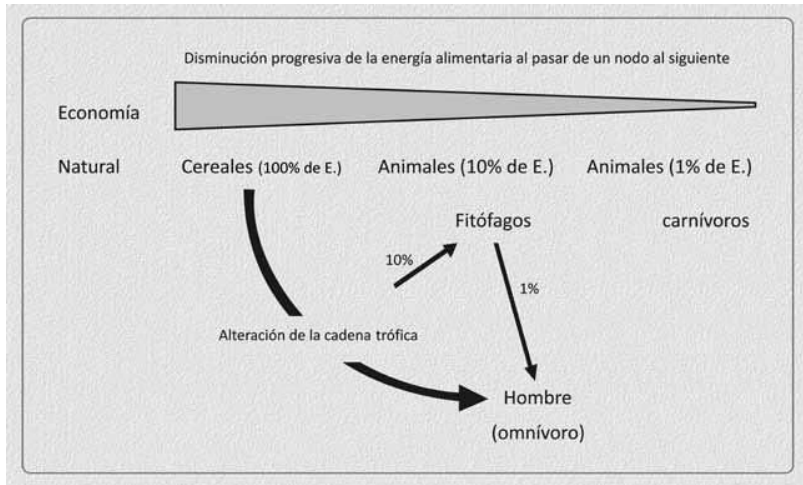 Disminución progresiva de la energía alimentaria al pasar de un nodo al siguiente
Economía
Natural Cereales (100% de E.) Animales (10% de E.) Animales (1% de E.)
Fitófagos carnívoros
10%
1%
Alteración de la cadena trófica
Hombre
(omnívoro)